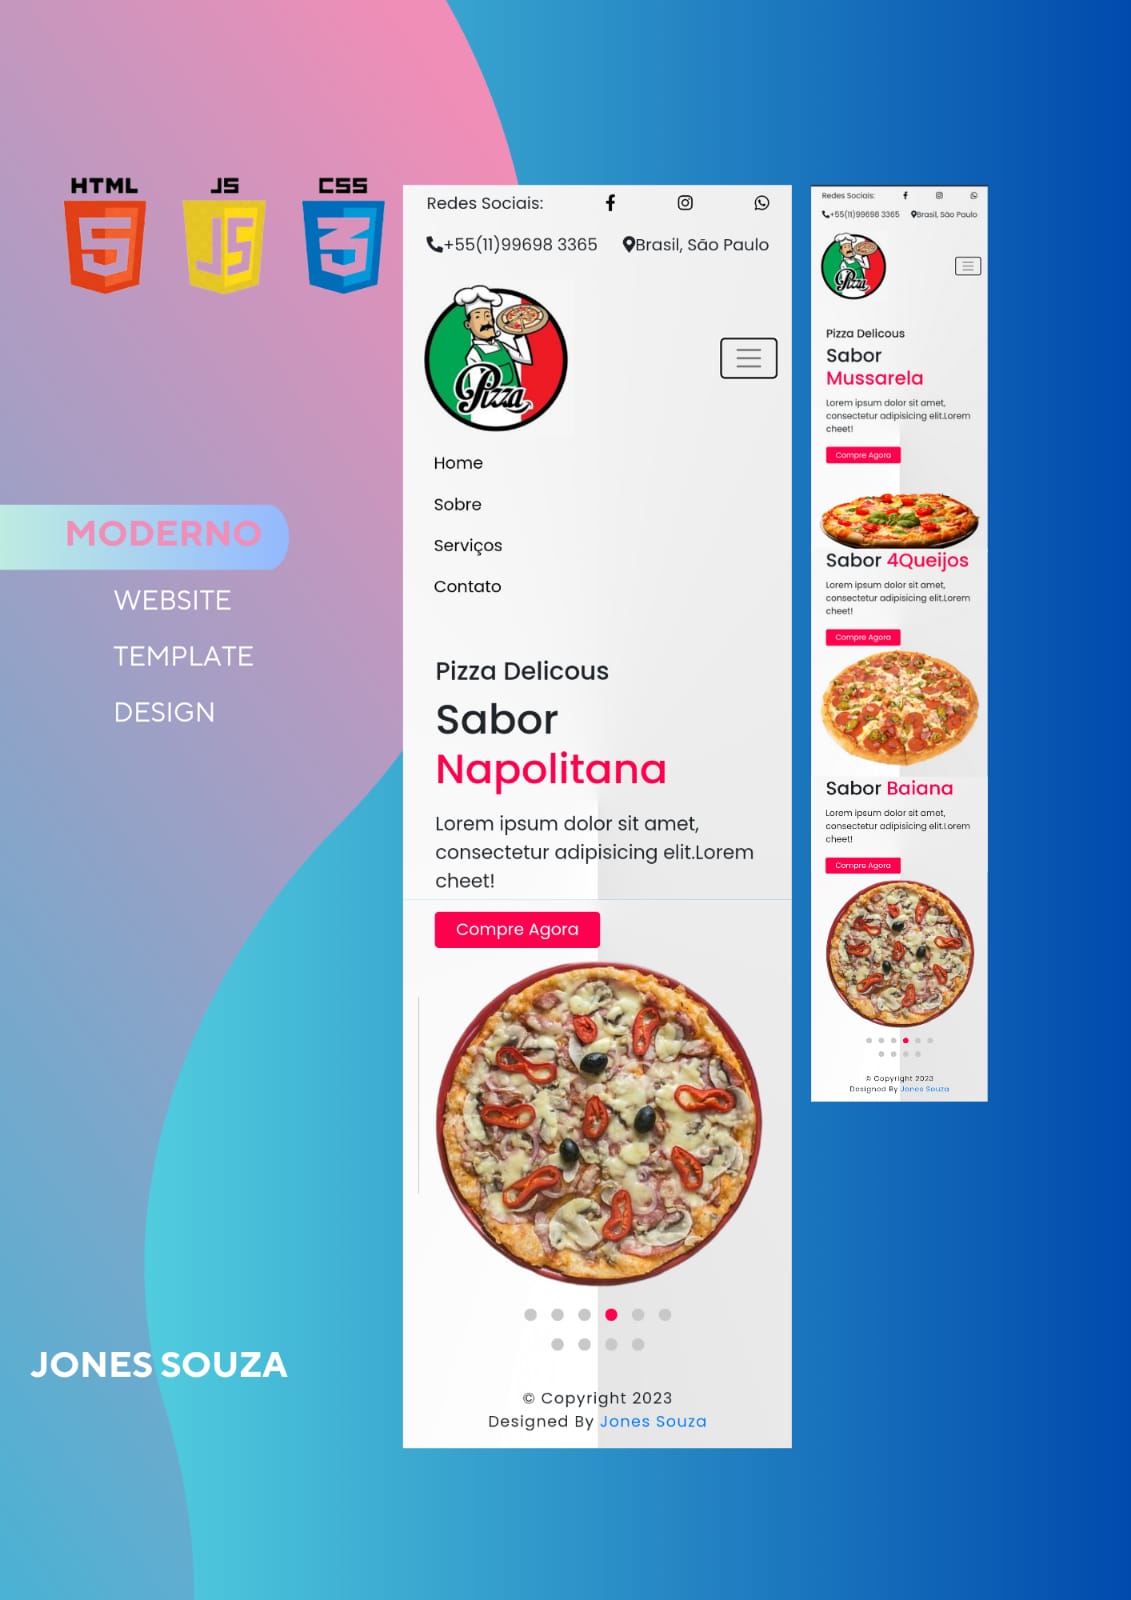 HTML
5
JS
JS
CSS
3
MODERNO
WEBSITE
TEMPLATE
DESIGN
JONES SOUZA
Redes Sociais:
+55(11)99698 3365 Brasil, São Paulo
Pizza
Home
Sobre
Serviços
Contato
Pizza Delicous
Sabor
Napolitana
Lorem ipsum dolor sit amet,
consectetur adipisicing elit.Lorem
cheet!
Compre Agora
© Copyright 2023
Designed By Jones Souza
Redes Sociais:
+55(11)99698 3365 Brasil, São Paulo
Pizza
Pizza Delicous
Sabor
Mussarela
Lorem ipsum dolor sit amet,
consectetur adipisicing elit.Lorem
cheet!
Compre Agora
Sabor 4Queijos
Lorem ipsum dolor sit amet,
consectetur adipisicing elit.Lorem
cheet!
Compre Agora
Sabor Baiana
Lorem ipsum dolor sit amet,
consectetur adipisicing elit.Lorem
cheet!
Compre Agora
© Copyright 2023
Designed By Jones Souza